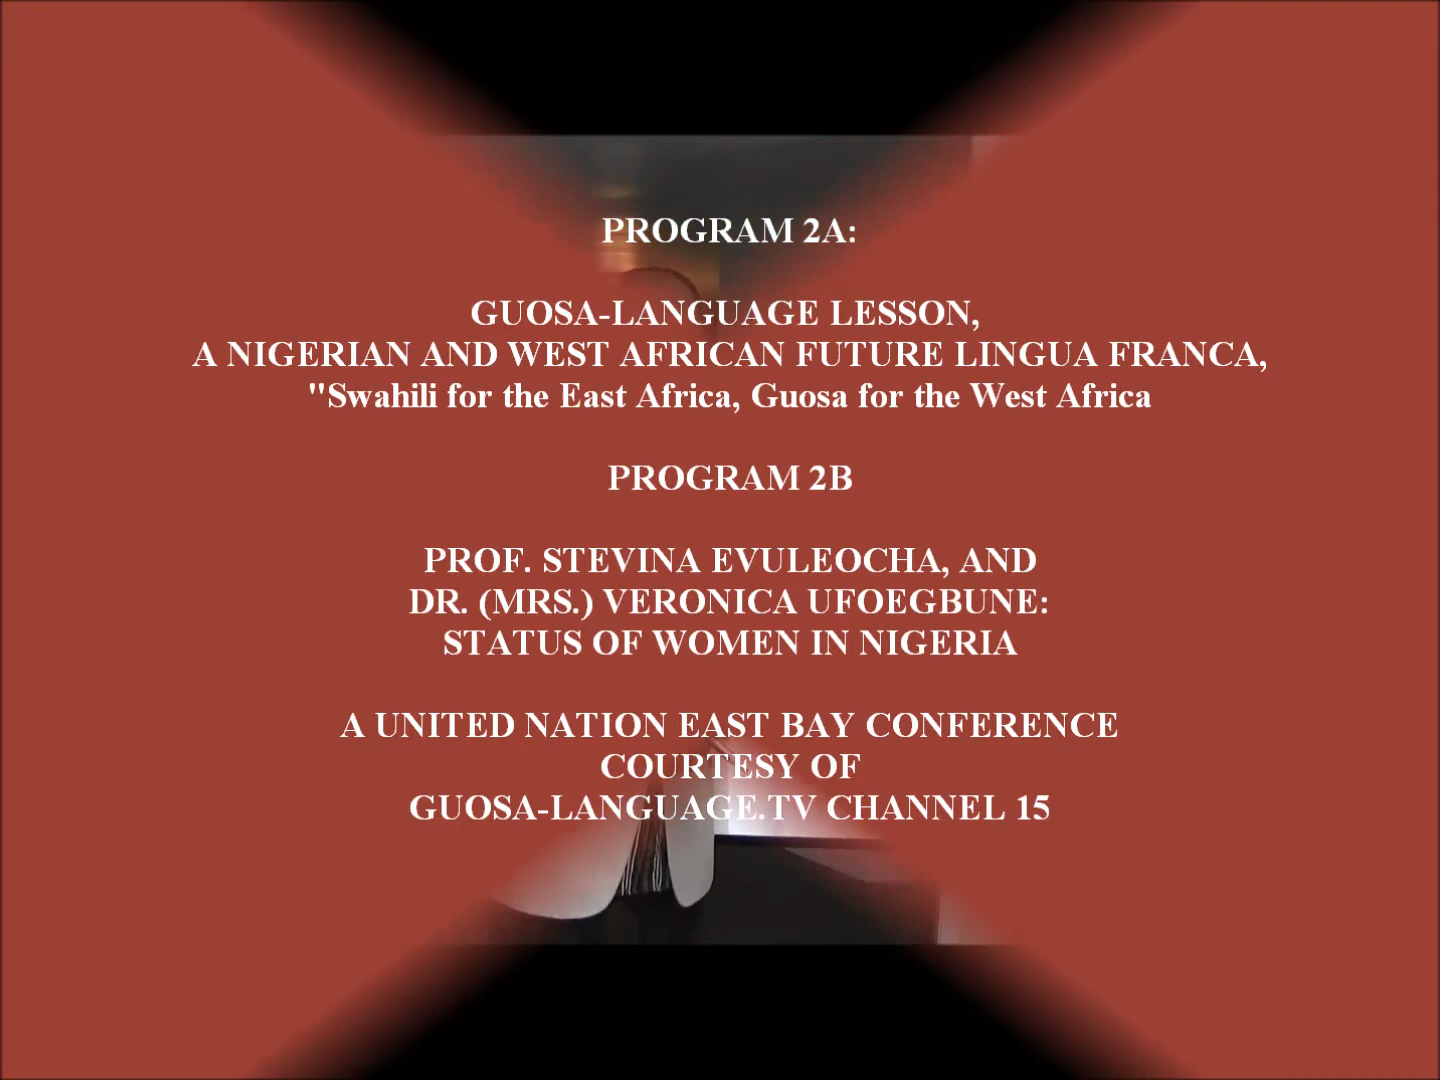 PROGRAM 2A:
GUOSA-LANGUAGE LESSON,
A NIGERIAN AND WEST AFRICAN FUTURE LINGUA FRANCA,
"Swahili for the East Africa, Guosa for the West Africa
PROGRAM 2B
PROF. STEVINA EVULEOCHA, AND
DR. (MRS.) VERONICA UFOEGBUNE:
STATUS OF WOMEN IN NIGERIA
A UNITED NATION EAST BAY CONFERENCE
COURTESY OF
GUOSA-LANGUAGE.TV CHANNEL 15